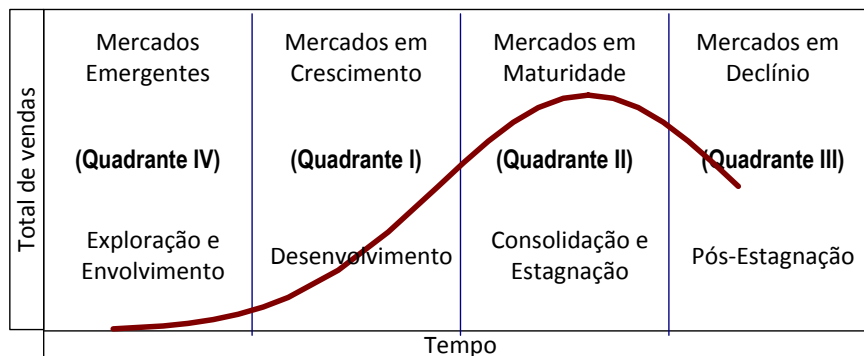 Total de vendas
Mercados
Emergentes
(Quadrante IV)
Exploração e
Envolvimento
Mercados em
Crescimento
(Quadrante I)
Desenvolvimento
Mercados em
Maturidade
(Quadrante II)
Consolidação e
Estagnação
Mercados em
Declínio
(Quadrante III)
Pós-Estagnação
Tempo